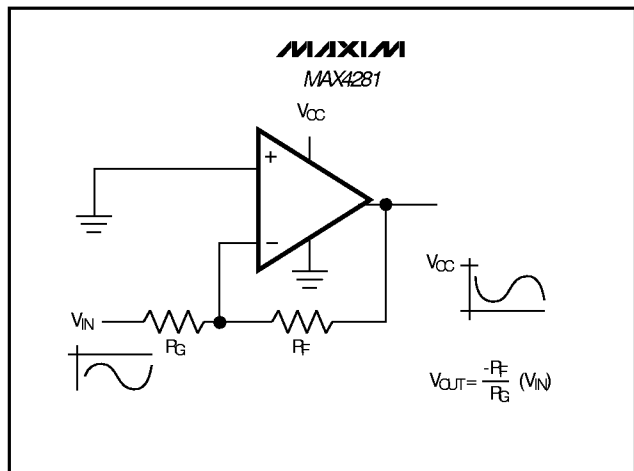 MAXIM
MAX4281
VCC
+
−
VIN
RG
RF
VCC
VOUT = -RF/RG (VIN)